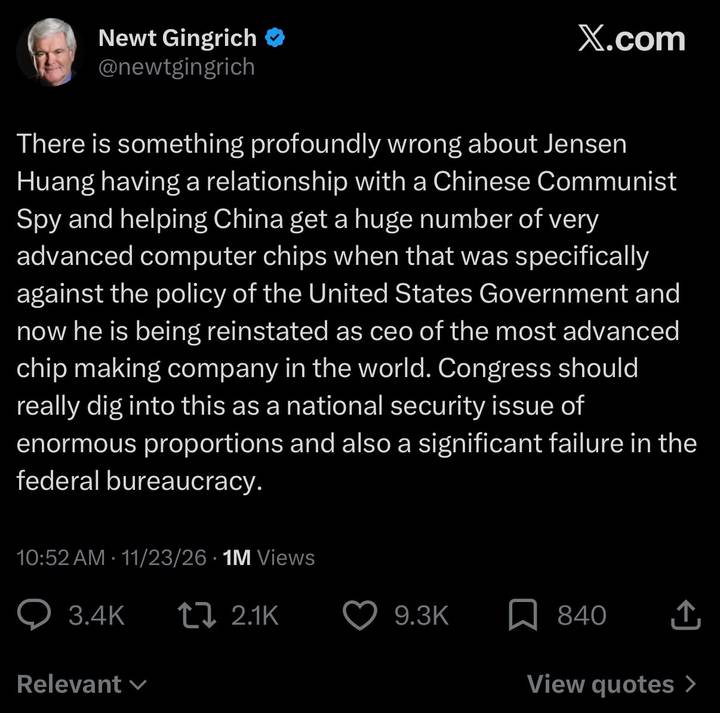 Newt Gingrich
X.com
@newtgingrich
There is something profoundly wrong about Jensen
Huang having a relationship with a Chinese Communist
Spy and helping China get a huge number of very
advanced computer chips when that was specifically
against the policy of the United States Government and
now he is being reinstated as ceo of the most advanced
chip making company in the world. Congress should
really dig into this as a national security issue of
enormous proportions and also a significant failure in the
federal bureaucracy.
10:52 AM · 11/23/26 · 1M Views
3.4K 2.1K 9.3K 840
Relevant
View quotes